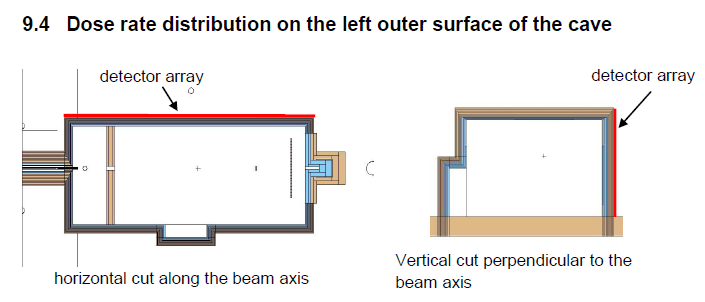 9.4 Dose rate distribution on the left outer surface of the cave
detector array
detector array
horizontal cut along the beam axis
Vertical cut perpendicular to the
beam axis